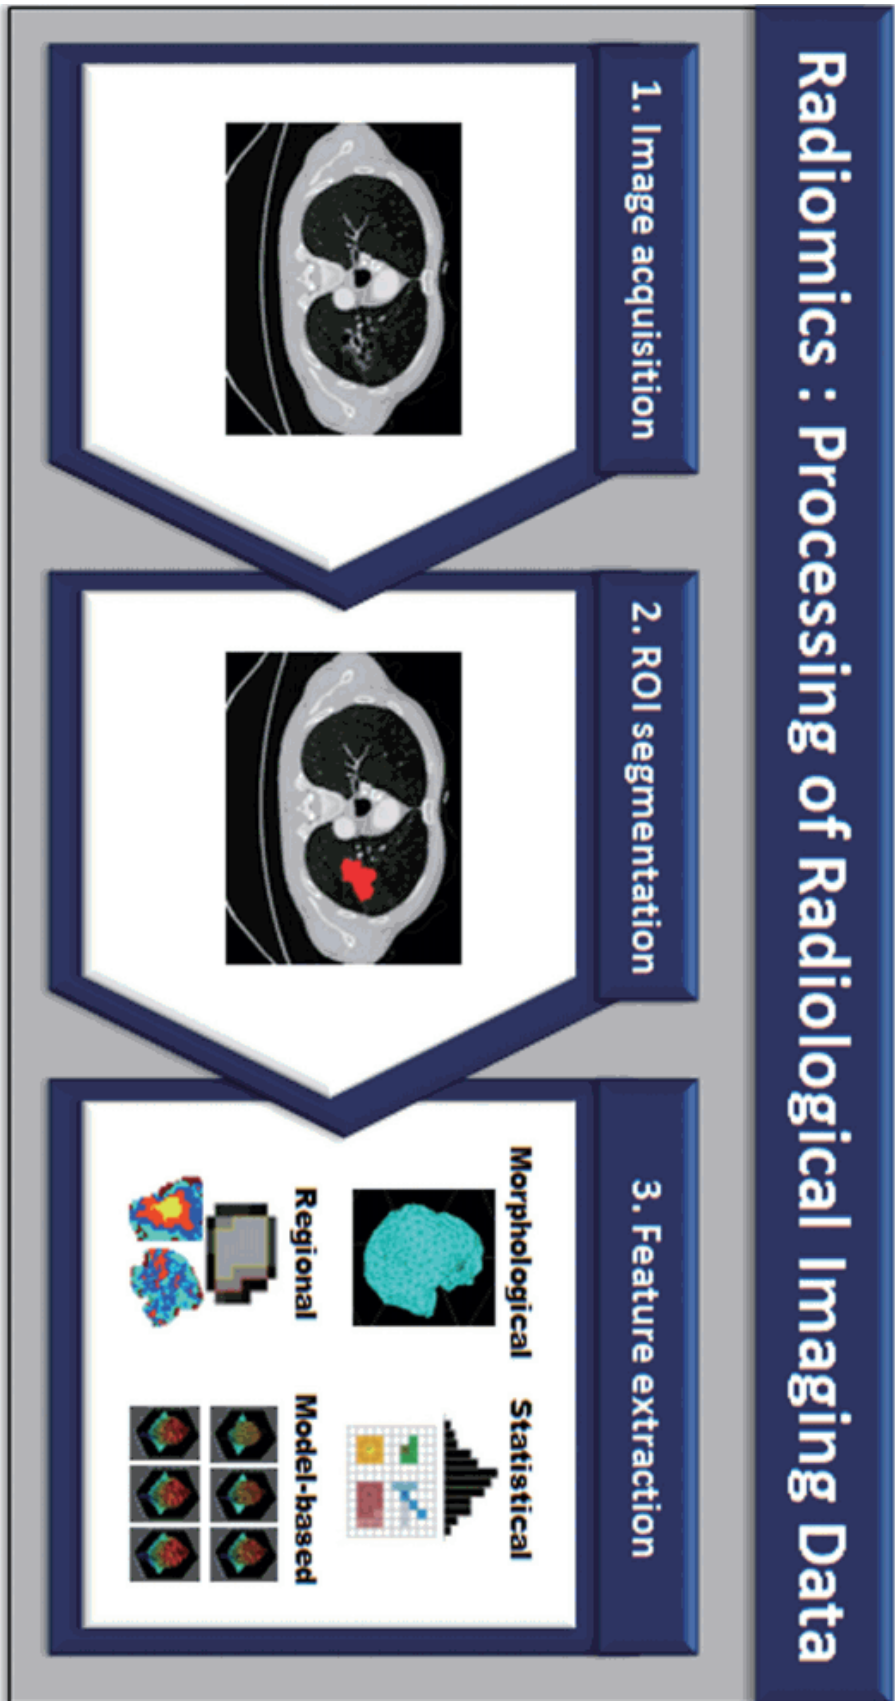 Radiomics : Processing of Radiological Imaging Data
1. Image acquisition
2. ROI segmentation
3. Feature extraction
Morphological
Statistical
Regional
Model-based